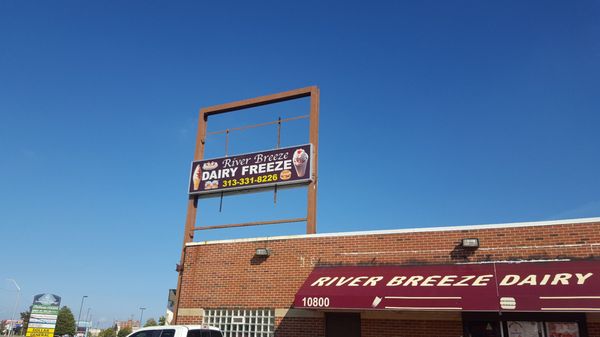 River Breeze
DAIRY FREEZE
313-331-8226
RIVER BREEZE DAIRY
10800